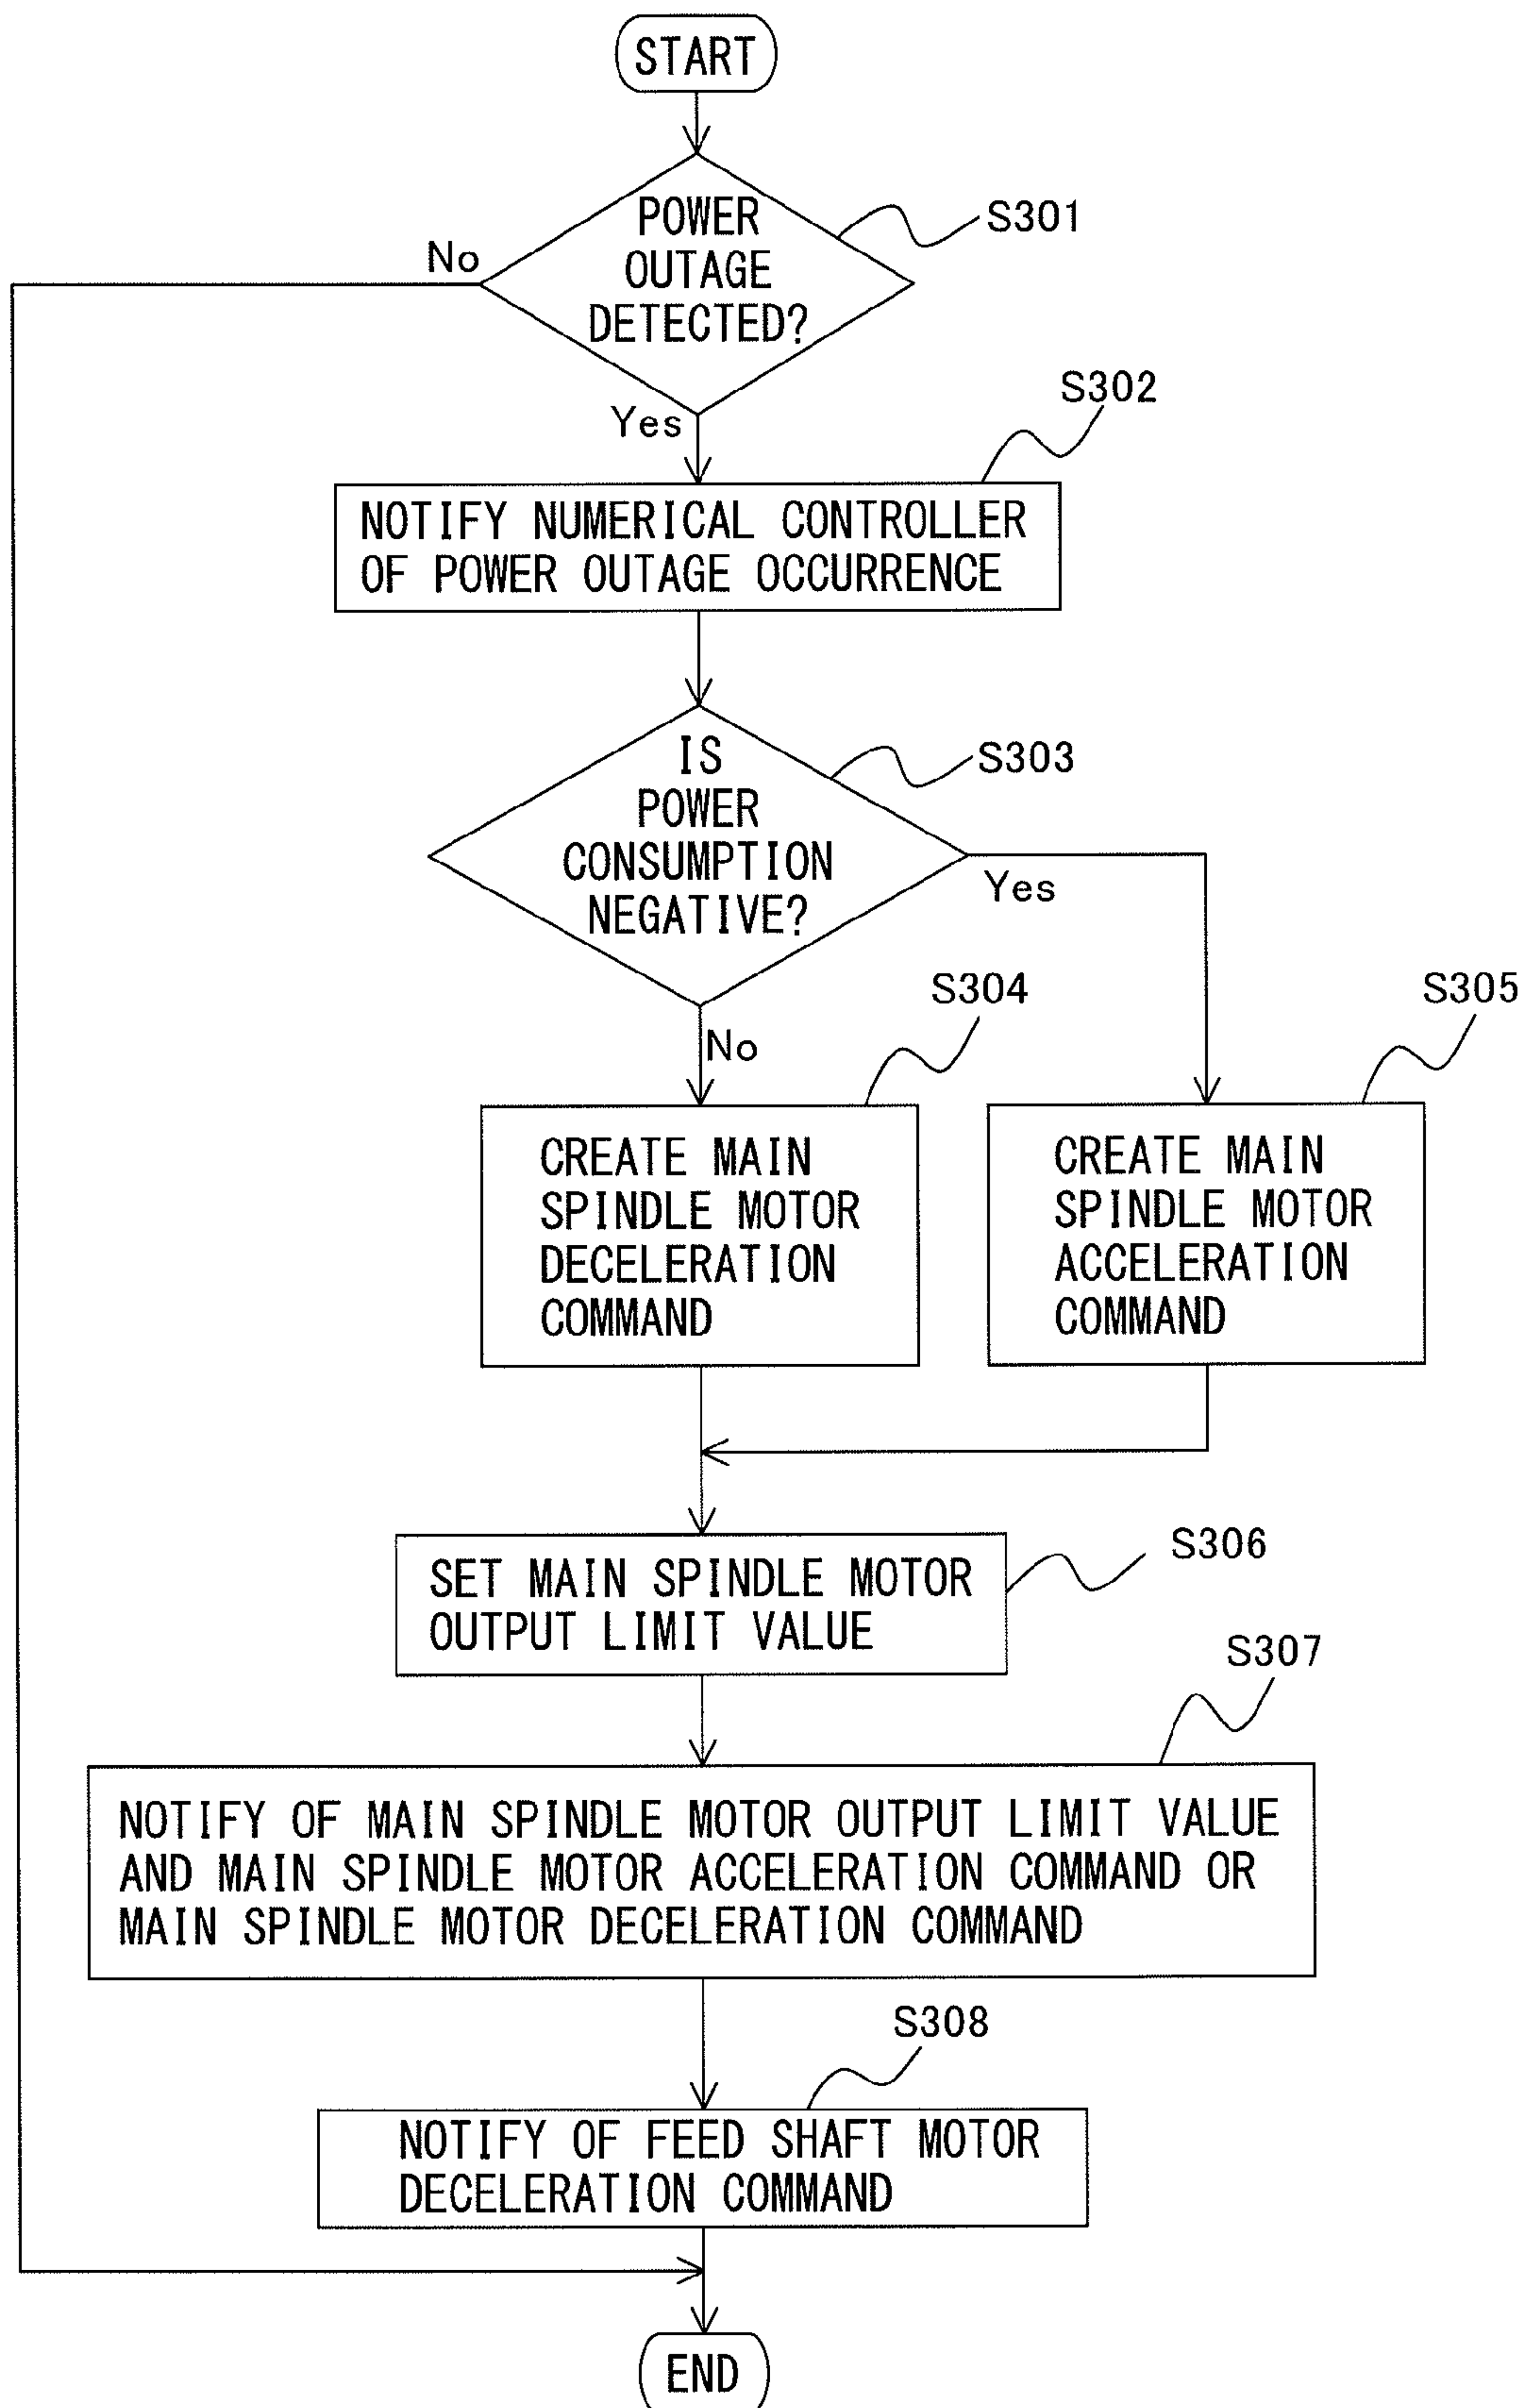 START
POWER
OUTAGE
DETECTED?
S301
No
Yes
S302
NOTIFY NUMERICAL CONTROLLER
OF POWER OUTAGE OCCURRENCE
IS
POWER
CONSUMPTION
NEGATIVE?
S303
Yes
No
S304
CREATE MAIN
SPINDLE MOTOR
DECELERATION
COMMAND
S305
CREATE MAIN
SPINDLE MOTOR
ACCELERATION
COMMAND
SET MAIN SPINDLE MOTOR
OUTPUT LIMIT VALUE
S306
S307
NOTIFY OF MAIN SPINDLE MOTOR OUTPUT LIMIT VALUE
AND MAIN SPINDLE MOTOR ACCELERATION COMMAND OR
MAIN SPINDLE MOTOR DECELERATION COMMAND
S308
NOTIFY OF FEED SHAFT MOTOR
DECELERATION COMMAND
END